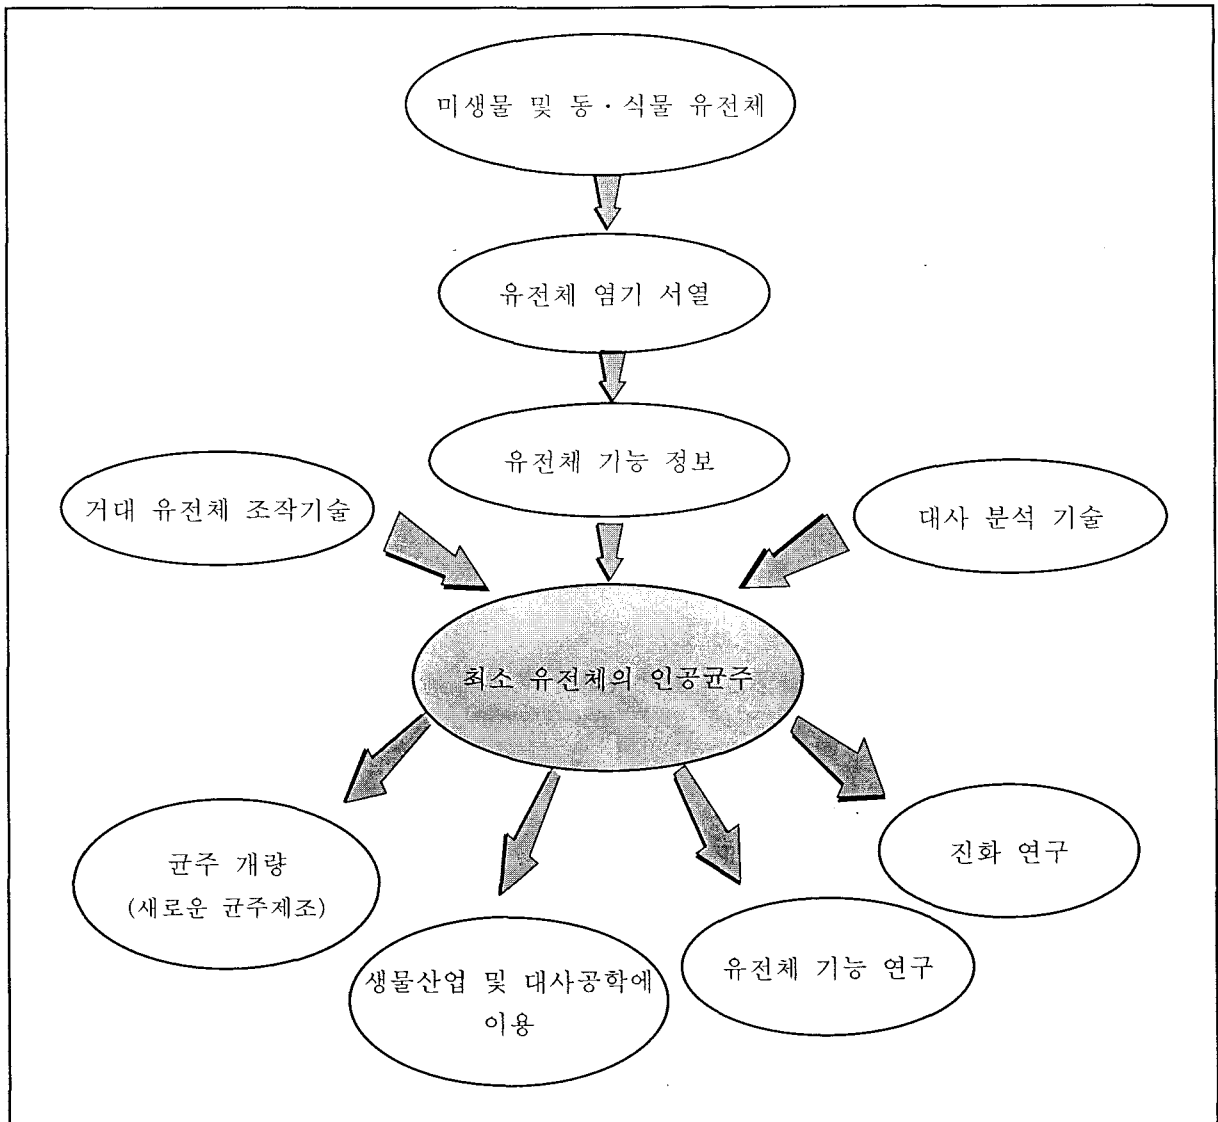 미생물 및 동·식물 유전체
유전체 염기 서열
유전체 기능 정보
거대 유전체 조작기술
대사 분석 기술
최소 유전체의 인공균주
균주 개량
(새로운 균주제조)
생물산업 및 대사공학에
이용
유전체 기능 연구
진화 연구